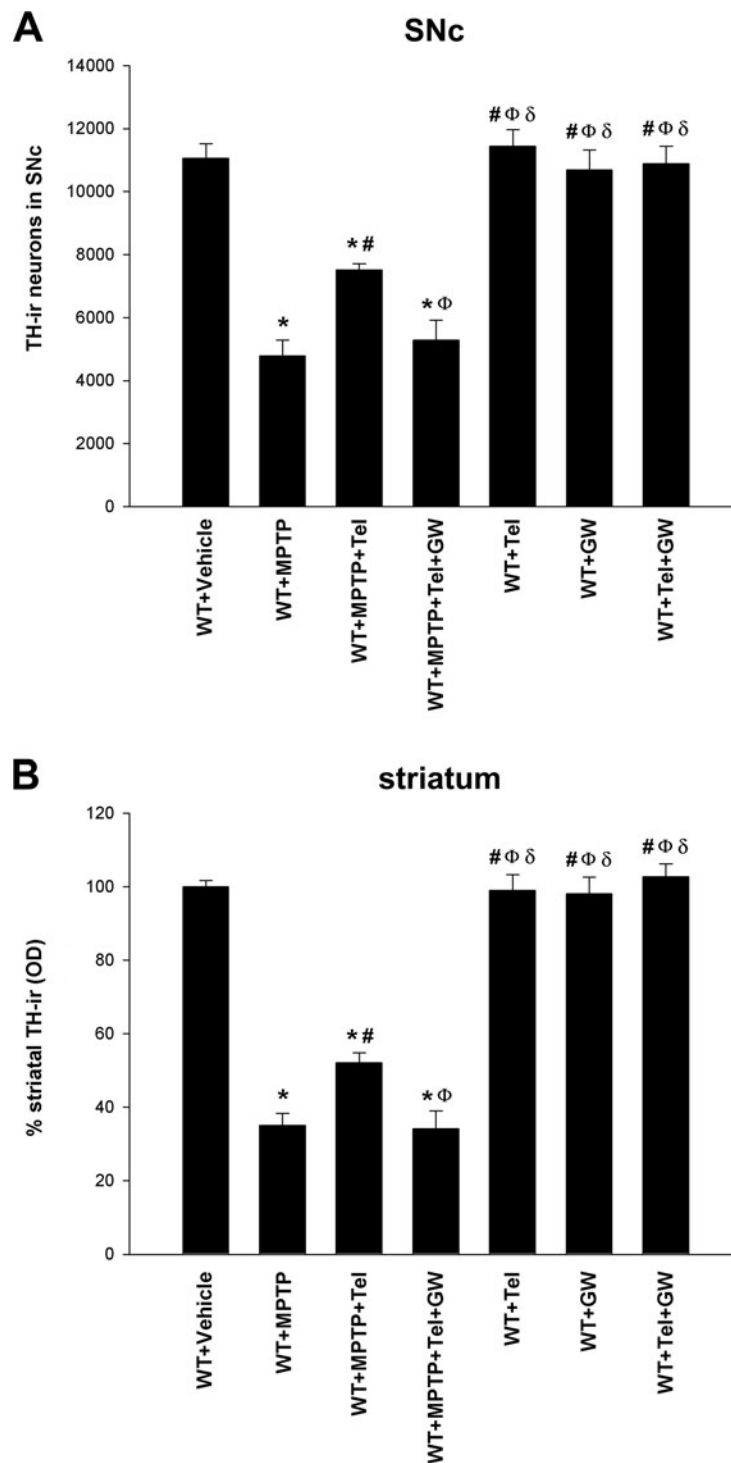 A
SNc
14000
12000
10000
8000
6000
4000
2000
0
TH-ir neurons in SNc
*
*#
*Φ
#Φδ
#Φδ
#Φδ
WT+Vehicle
WT+MPTP
WT+MPTP+Tel
WT+MPTP+Tel+GW
WT+Tel
WT+GW
WT+Tel+GW
B
striatum
120
100
80
60
40
20
0
% striatal TH-ir (OD)
*
*#
*Φ
#Φδ
#Φδ
#Φδ
WT+Vehicle
WT+MPTP
WT+MPTP+Tel
WT+MPTP+Tel+GW
WT+Tel
WT+GW
WT+Tel+GW